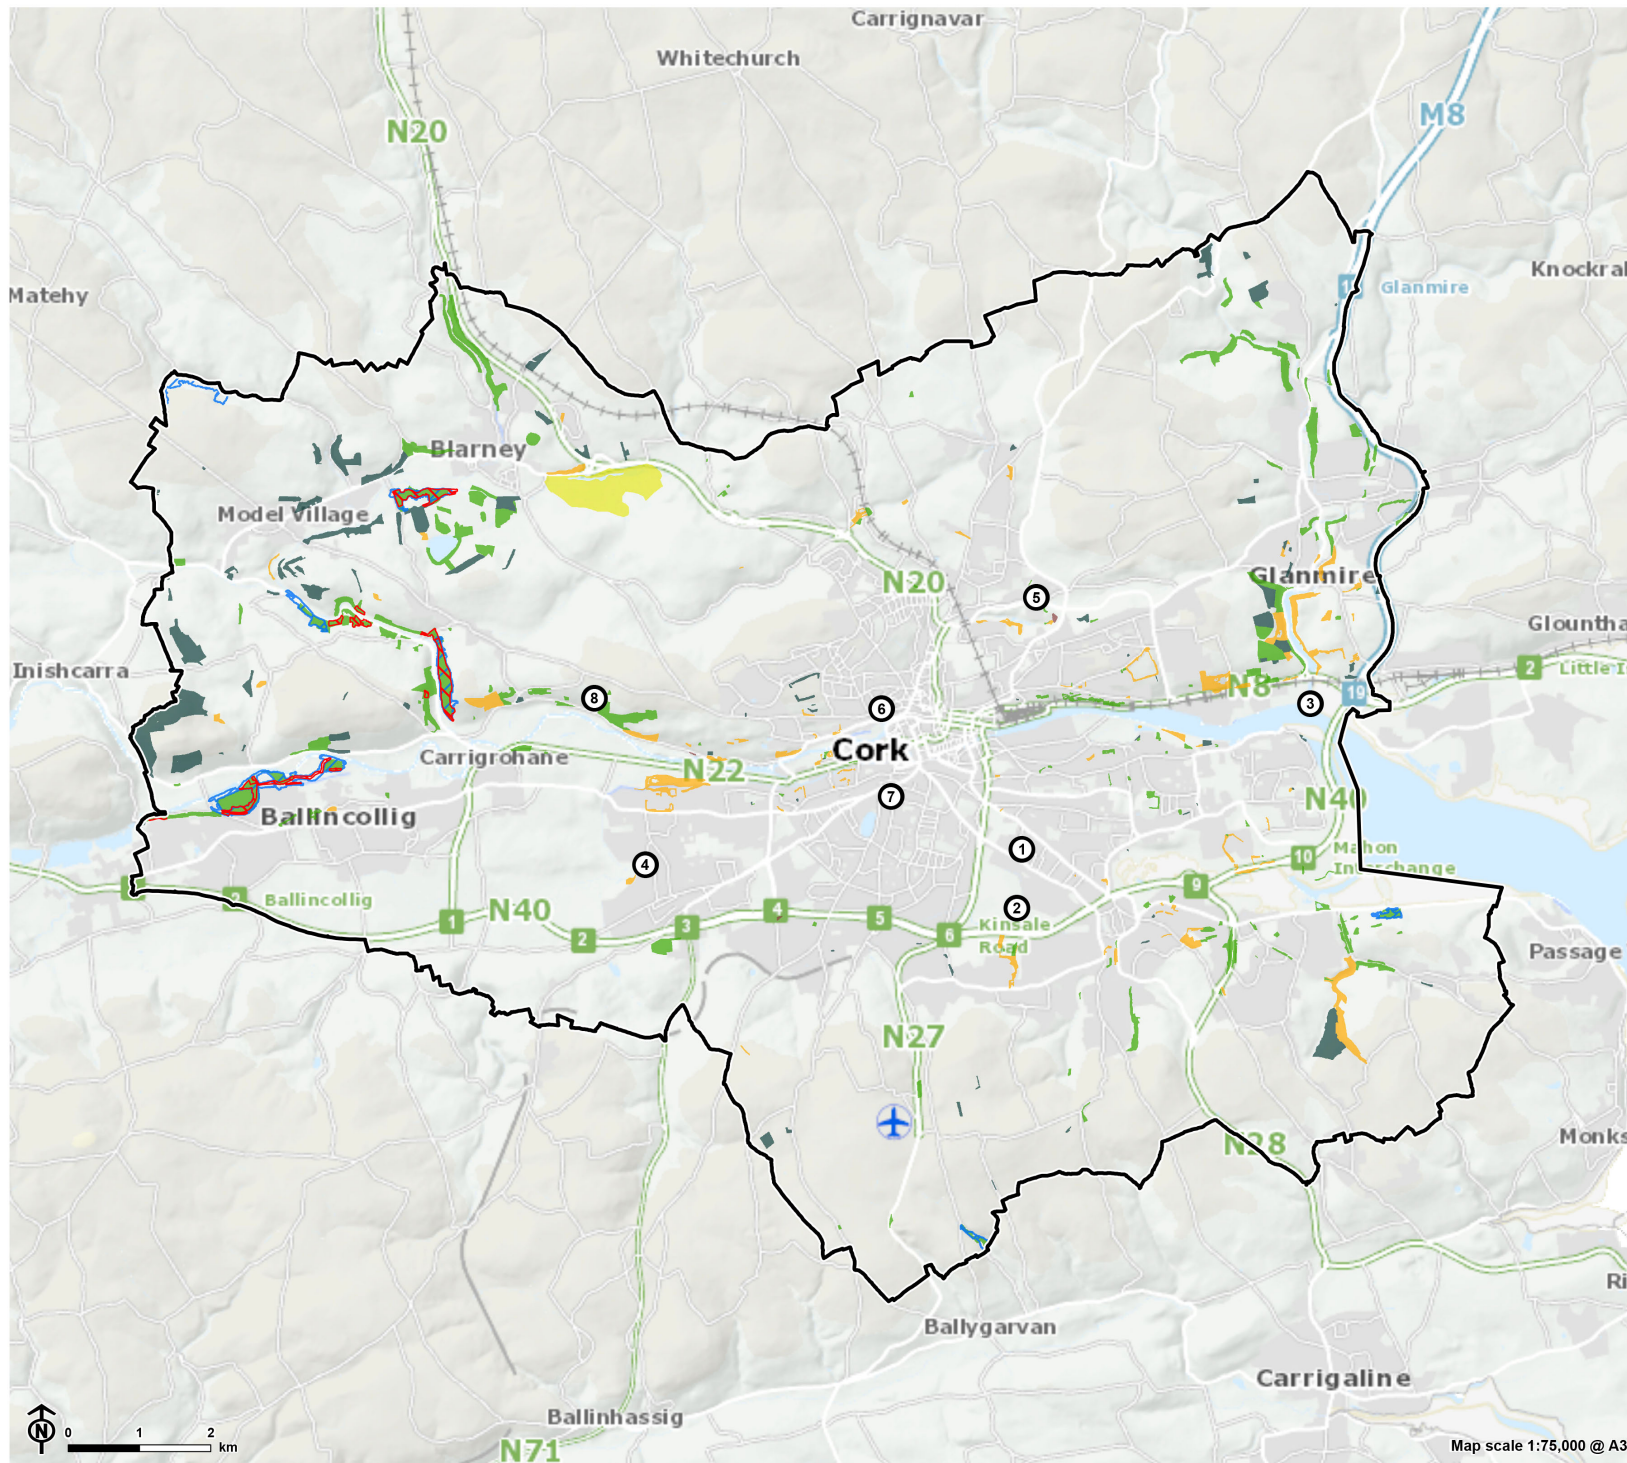 Carrignavar
Whitechurch
M8
N20
Knockral
Glanmire
Matehy
Blarney
Model Village
N20
Glanmire
5
Glountha
Inishcarra
2
Little I
8
N8
19
3
6
Carrigrohane
Cork
N22
7
N40
Ballincollig
1
Mahon
Interchange
10
4
9
Ballincollig
N40
1
2
3
4
5
6
2
Kinsale
Road
Passage
N27
N28
Monks
Ri
Ballygarvan
Carrigaline
Ballinhassig
N71
N
0 1 2
km
Map scale 1:75,000 @ A3